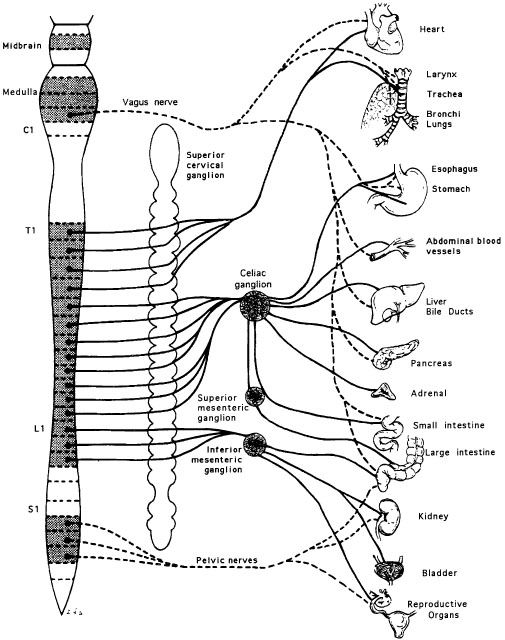 Midbrain
Medulla
C1
T1
L1
S1
Vagus nerve
Superior
cervical
ganglion
Celiac
ganglion
Superior
mesenteric
ganglion
Inferior
mesenteric
ganglion
Pelvic nerves
Heart
Larynx
Trachea
Bronchi
Lungs
Esophagus
Stomach
Abdominal blood
vessels
Liver
Bile Ducts
Pancreas
Adrenal
Small intestine
Large intestine
Kidney
Bladder
Reproductive
Organs